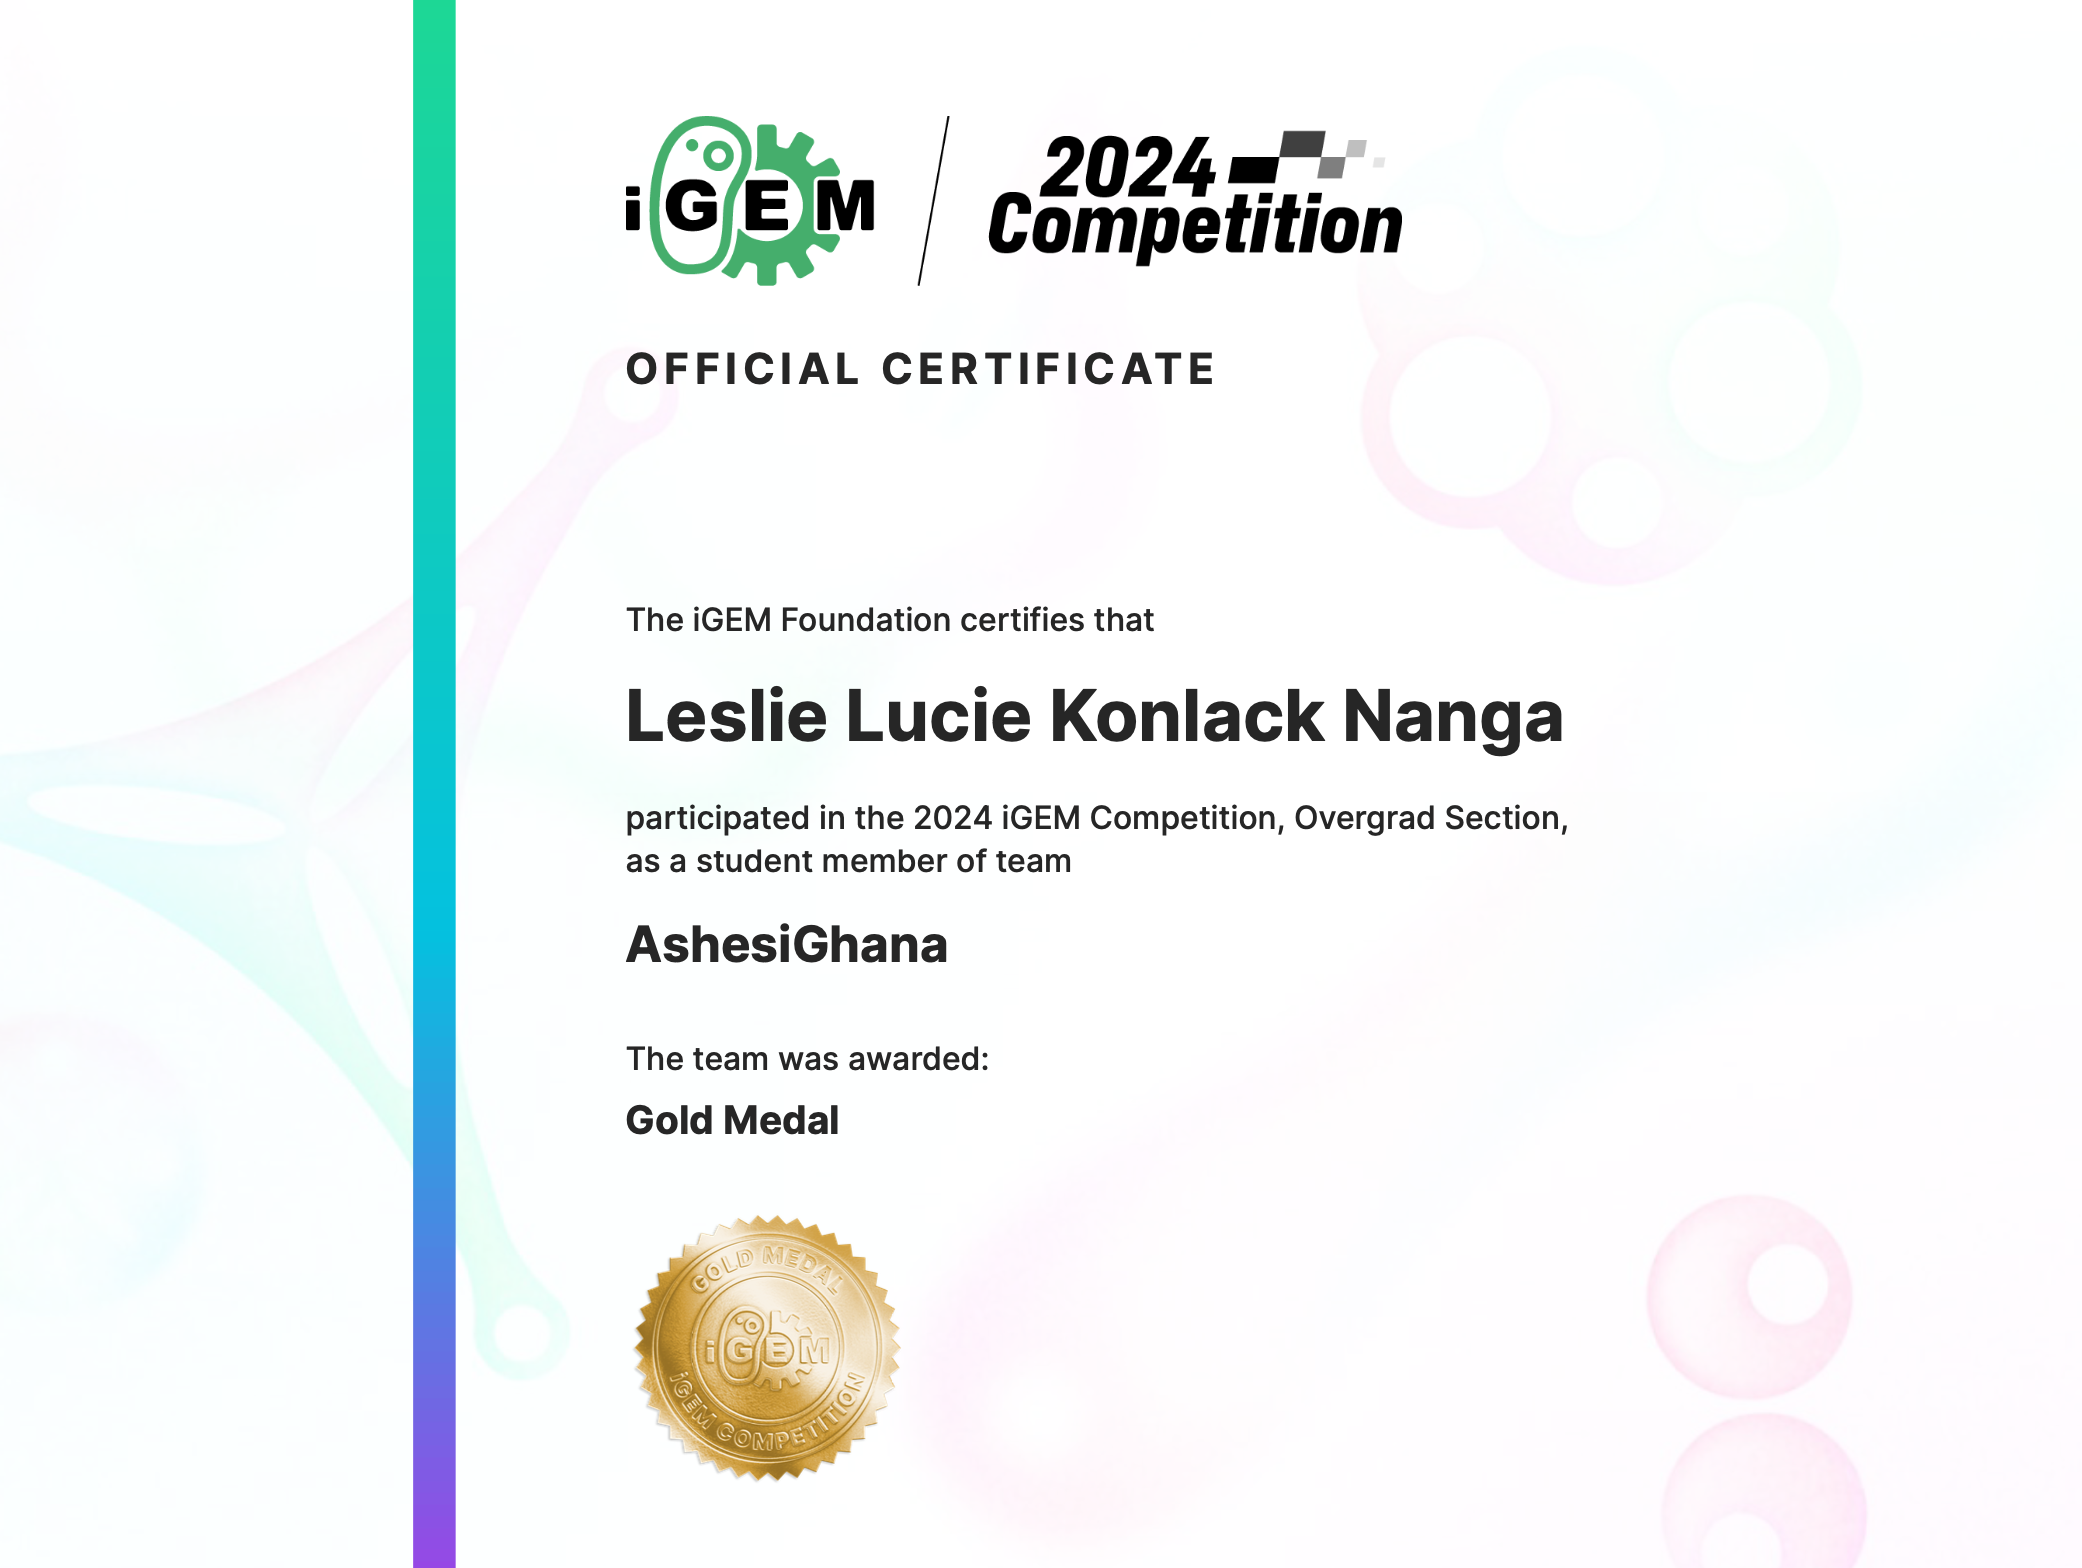 iGEM
2024
Competition
OFFICIAL CERTIFICATE
The iGEM Foundation certifies that
Leslie Lucie Konlack Nanga
participated in the 2024 iGEM Competition, Overgrad Section,
as a student member of team
AshesiGhana
The team was awarded:
Gold Medal
GOLD MEDAL
iGEM
iGEM COMPETITION